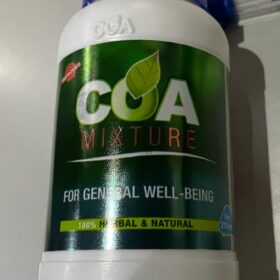 COA
COA
MIXTURE
FOR GENERAL WELL-BEING
100% HERBAL & NATURAL